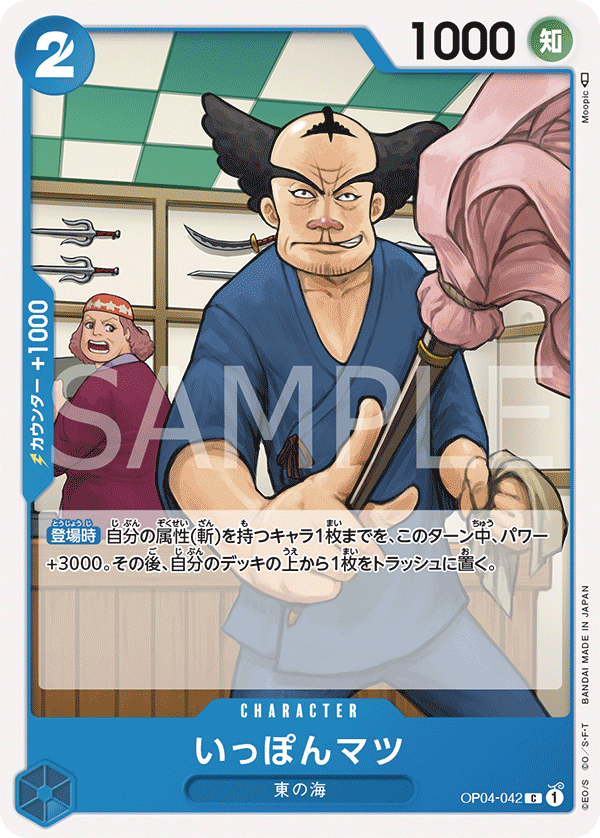 2
1000
知
Moopic
カウンター +1000
SAMPLE
登場時 自分の属性(斬)を持つキャラ1枚までを、このターン中、パワー
+3000。その後、自分のデッキの上から1枚をトラッシュに置く。
CHARACTER
いっぽんマツ
東の海
OP04-042 C 1
©E.O/S ©O/S・F・T BANDAI MADE IN JAPAN